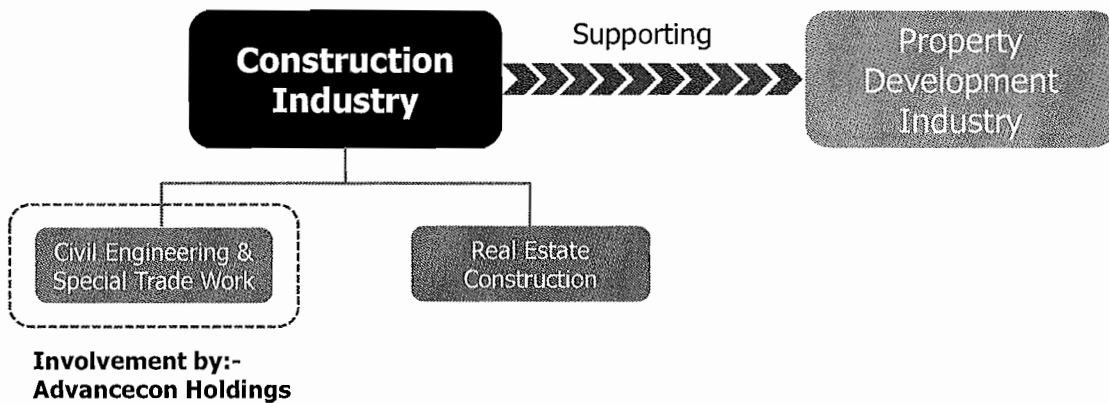 Construction
Industry
Supporting
Property
Development
Industry
Civil Engineering &
Special Trade Work
Real Estate
Construction
Involvement by:-
Advancecon Holdings